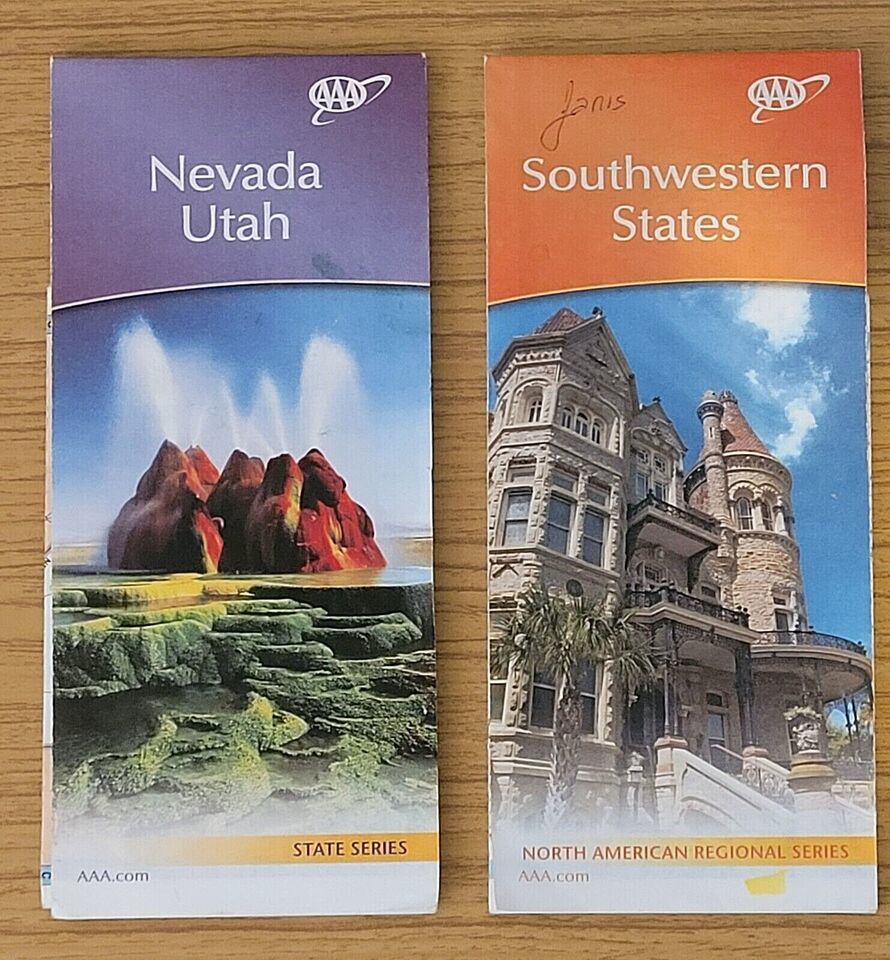 AAA
Nevada
Utah
STATE SERIES
AAA.com
Janis
AAA
Southwestern
States
NORTH AMERICAN REGIONAL SERIES
AAA.com